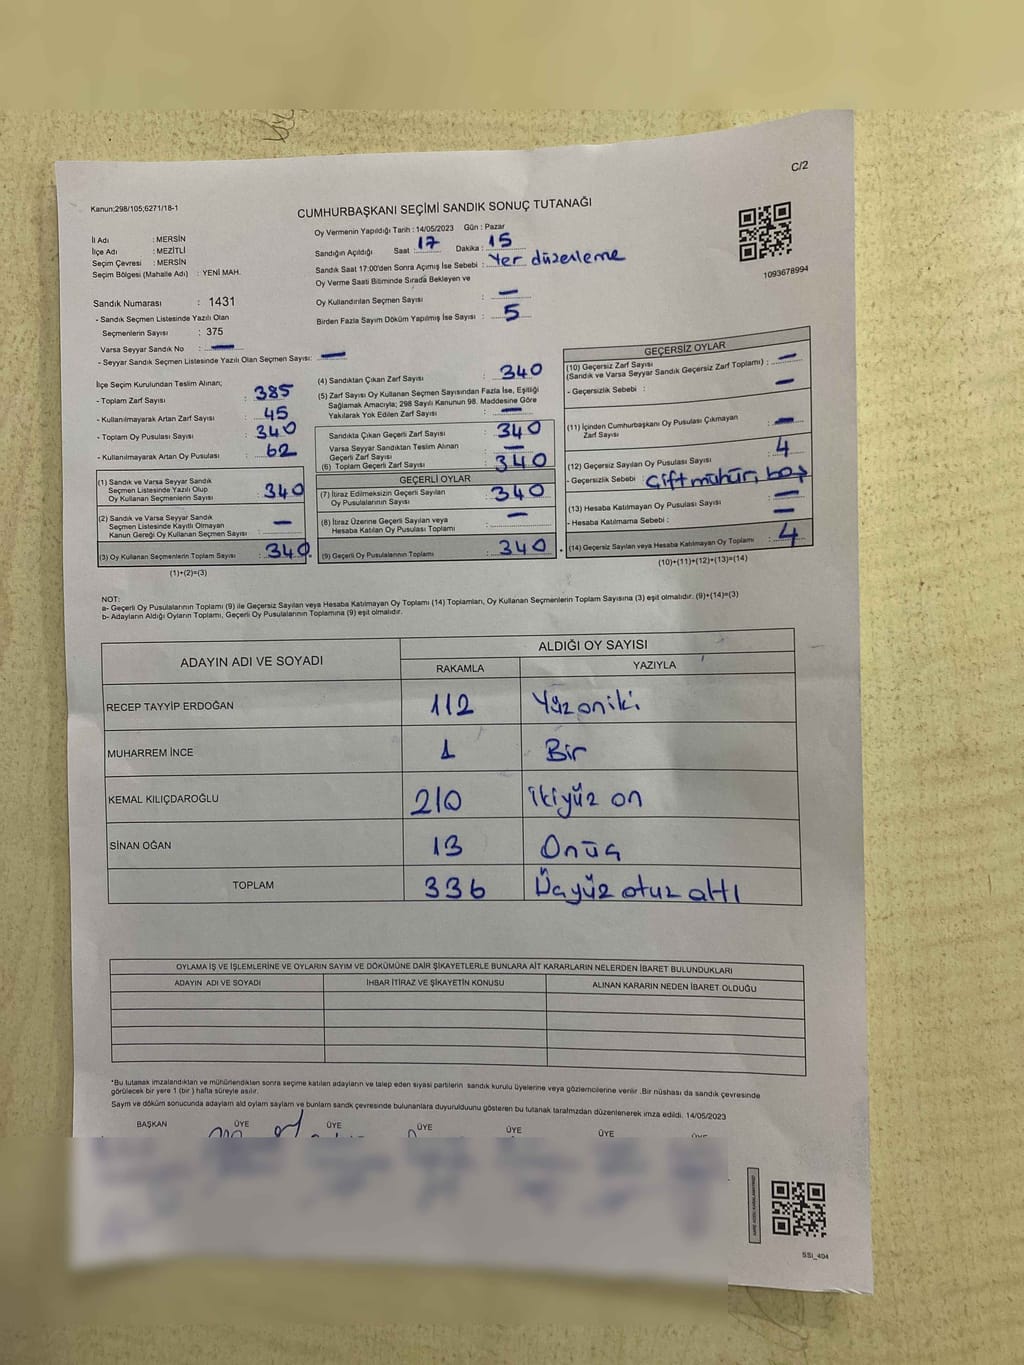 C/2
Kanun;298/105;6271/18-1
CUMHURBAŞKANI SEÇİMİ SANDIK SONUÇ TUTANAĞI
İl Adı : MERSİN
İlçe Adı : MEZİTLİ
Seçim Çevresi : MERSİN
Seçim Bölgesi (Mahalle Adı) : YENİ MAH.
Oy Vermenin Yapıldığı Tarih : 14/05/2023 Gün : Pazar
Sandığın Açıldığı Saat : 17 Dakika : 15
Sandık Saat 17:00'den Sonra Açımış İse Sebebi : Yer düzenleme
Oy Verme Saati Bitiminde Sırada Bekleyen ve
Oy Kullandırılan Seçmen Sayısı : —
Birden Fazla Sayım Döküm Yapılmış İse Sayısı : 5
1093678994
Sandık Numarası : 1431
- Sandık Seçmen Listesinde Yazılı Olan
Seçmenlerin Sayısı : 375
Varsa Seyyar Sandık No : —
- Seyyar Sandık Seçmen Listesinde Yazılı Olan Seçmen Sayısı: —
İlçe Seçim Kurulundan Teslim Alınan;
- Toplam Zarf Sayısı : 385
- Kullanılmayarak Artan Zarf Sayısı : 45
- Toplam Oy Pusulası Sayısı : 340
- Kullanılmayarak Artan Oy Pusulası : 62
(1) Sandık ve Varsa Seyyar Sandık
Seçmen Listesinde Yazılı Olup
Oy Kullanan Seçmenlerin Sayısı : 340
(2) Sandık ve Varsa Seyyar Sandık
Seçmen Listesinde Kayıtlı Olmayan
Kanun Gereği Oy Kullanan Seçmen Sayısı : —
(3) Oy Kullanan Seçmenlerin Toplam Sayısı : 340.
(1)+(2)=(3)
(4) Sandıktan Çıkan Zarf Sayısı : 340
(5) Zarf Sayısı Oy Kullanan Seçmen Sayısından Fazla İse, Eşitliği
Sağlamak Amacıyla; 298 Sayılı Kanunun 98. Maddesine Göre
Yakılarak Yok Edilen Zarf Sayısı : —
Sandıkta Çıkan Geçerli Zarf Sayısı : 340
Varsa Seyyar Sandıktan Teslim Alınan
Geçerli Zarf Sayısı : —
(6) Toplam Geçerli Zarf Sayısı : 340
GEÇERLİ OYLAR
(7) İtiraz Edilmeksizin Geçerli Sayılan
Oy Pusulalarının Sayısı : 340
(8) İtiraz Üzerine Geçerli Sayılan veya
Hesaba Katılan Oy Pusulası Toplamı : —
(9) Geçerli Oy Pusulalarının Toplamı : 340.
GEÇERSİZ OYLAR
(10) Geçersiz Zarf Sayısı
(Sandık ve Varsa Seyyar Sandık Geçersiz Zarf Toplamı) : —
- Geçersizlik Sebebi : —
(11) İçinden Cumhurbaşkanı Oy Pusulası Çıkmayan
Zarf Sayısı : —
(12) Geçersiz Sayılan Oy Pusulası Sayısı : 4
- Geçersizlik Sebebi : Çift mühür, boş
(13) Hesaba Katılmayan Oy Pusulası Sayısı : —
- Hesaba Katılmama Sebebi : —
(14) Geçersiz Sayılan veya Hesaba Katılmayan Oy Toplamı : 4
(10)+(11)+(12)+(13)=(14)
NOT:
a- Geçerli Oy Pusulalarının Toplamı (9) ile Geçersiz Sayılan veya Hesaba Katılmayan Oy Toplamı (14) Toplamları, Oy Kullanan Seçmenlerin Toplam Sayısına (3) eşit olmalıdır. (9)+(14)=(3)
b- Adayların Aldığı Oyların Toplamı, Geçerli Oy Pusulalarının Toplamına (9) eşit olmalıdır.
ADAYIN ADI VE SOYADI
ALDIĞI OY SAYISI
RAKAMLA YAZIYLA
RECEP TAYYİP ERDOĞAN 112 Yüzoniki
MUHARREM İNCE 1 Bir
KEMAL KILIÇDAROĞLU 210 İkiyüz on
SİNAN OĞAN 13 Onüç
TOPLAM 336 Üçyüz otuz altı
OYLAMA İŞ VE İŞLEMLERİNE VE OYLARIN SAYIM VE DÖKÜMÜNE DAİR ŞİKAYETLERLE BUNLARA AİT KARARLARIN NELERDEN İBARET BULUNDUKLARI
ADAYIN ADI VE SOYADI İHBAR İTİRAZ VE ŞİKAYETİN KONUSU ALINAN KARARIN NEDEN İBARET OLDUĞU
*Bu tutanak imzalandıktan ve mühürlendikten sonra seçime katılan adayların ve talep eden siyasi partilerin sandık kurulu üyelerine veya gözlemcilerine verilir .Bir nüshası da sandık çevresinde
görülecek bir yere 1 (bir ) hafta süreyle asılır.
Sayım ve döküm sonucunda adayların aldığı oyların sayıları ve bunların sandık çevresinde bulunanlara duyurulduğunu gösteren bu tutanak tarafımızdan düzenlenerek imza edildi. 14/05/2023
BAŞKAN ÜYE ÜYE ÜYE ÜYE ÜYE ÜYE
SSI_404